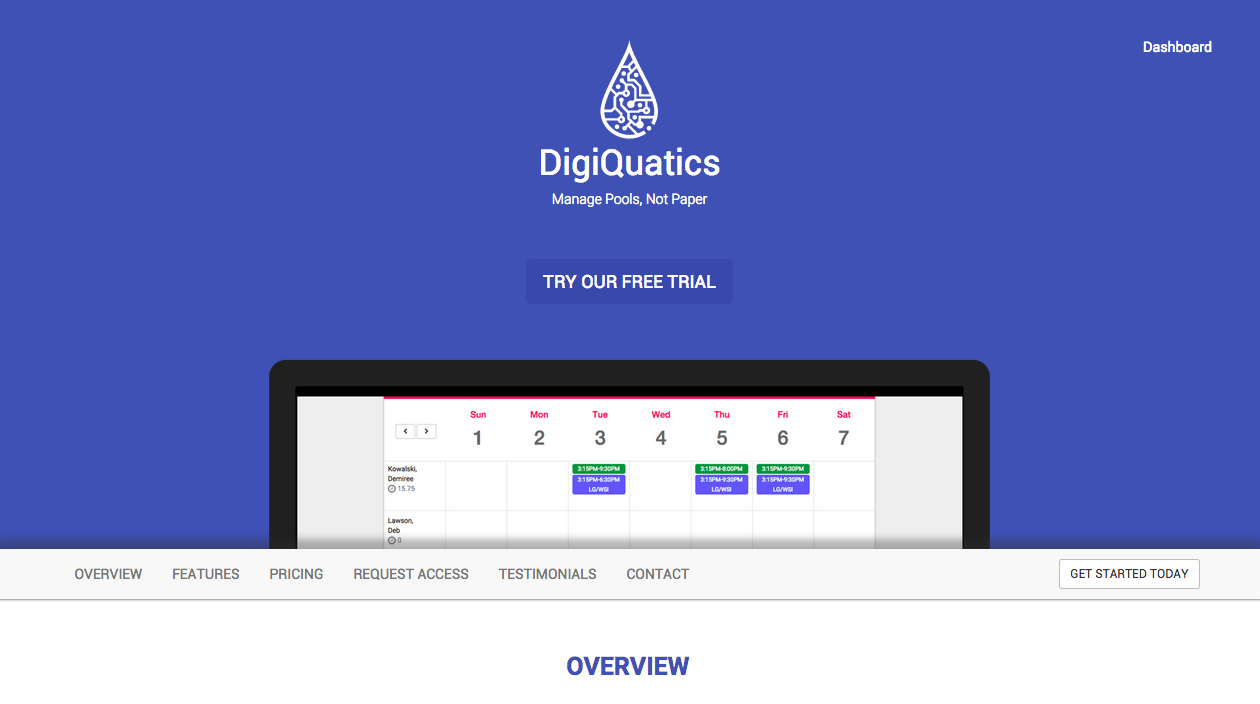 Dashboard
DigiQuatics
Manage Pools, Not Paper
TRY OUR FREE TRIAL
Sun Mon Tue Wed Thu Fri Sat
1 2 3 4 5 6 7
Kowalski,
Demiree
15.75
3:15PM-9:30PM 3:15PM-8:00PM 3:15PM-9:30PM
3:15PM-6:30PM 3:15PM-9:30PM 3:15PM-9:30PM
LG/WSI LG/WSI LG/WSI
Lawson,
Deb
0
OVERVIEW FEATURES PRICING REQUEST ACCESS TESTIMONIALS CONTACT GET STARTED TODAY
OVERVIEW